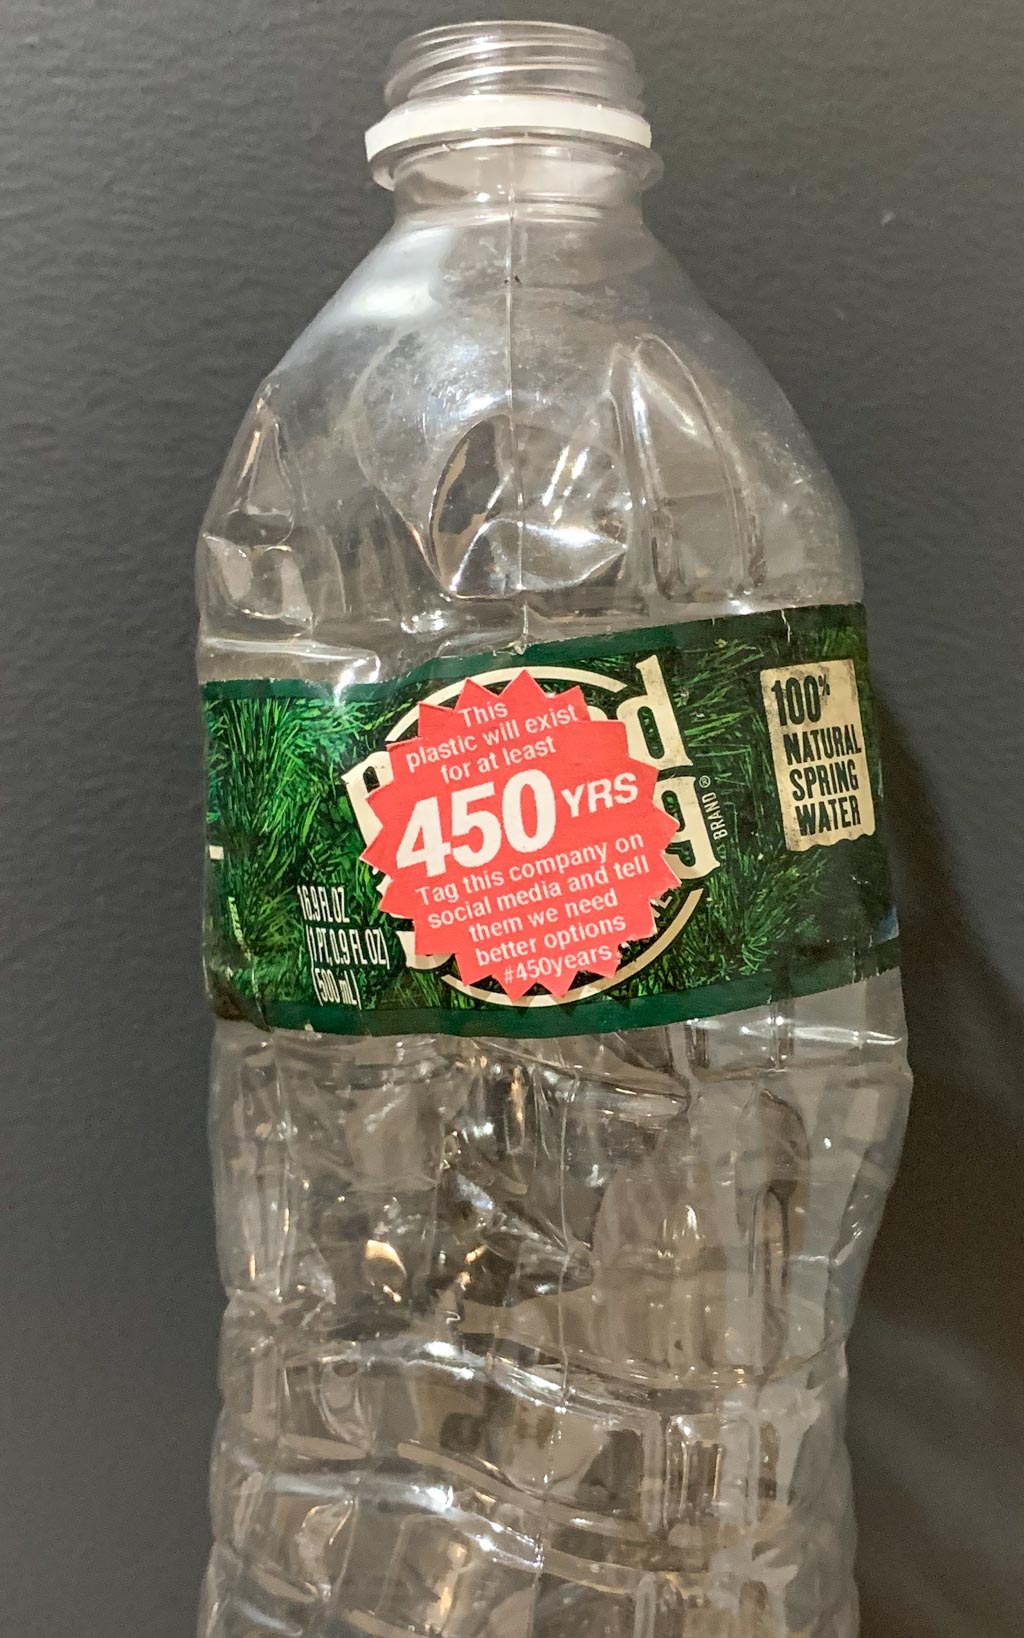 This
plastic will exist
for at least
450 YRS
Tag this company on
social media and tell
them we need
better options
#450years
BRAND®
16.9 FL OZ
(1 PT, 0.9 FL OZ)
(500 mL)
100%
NATURAL
SPRING
WATER